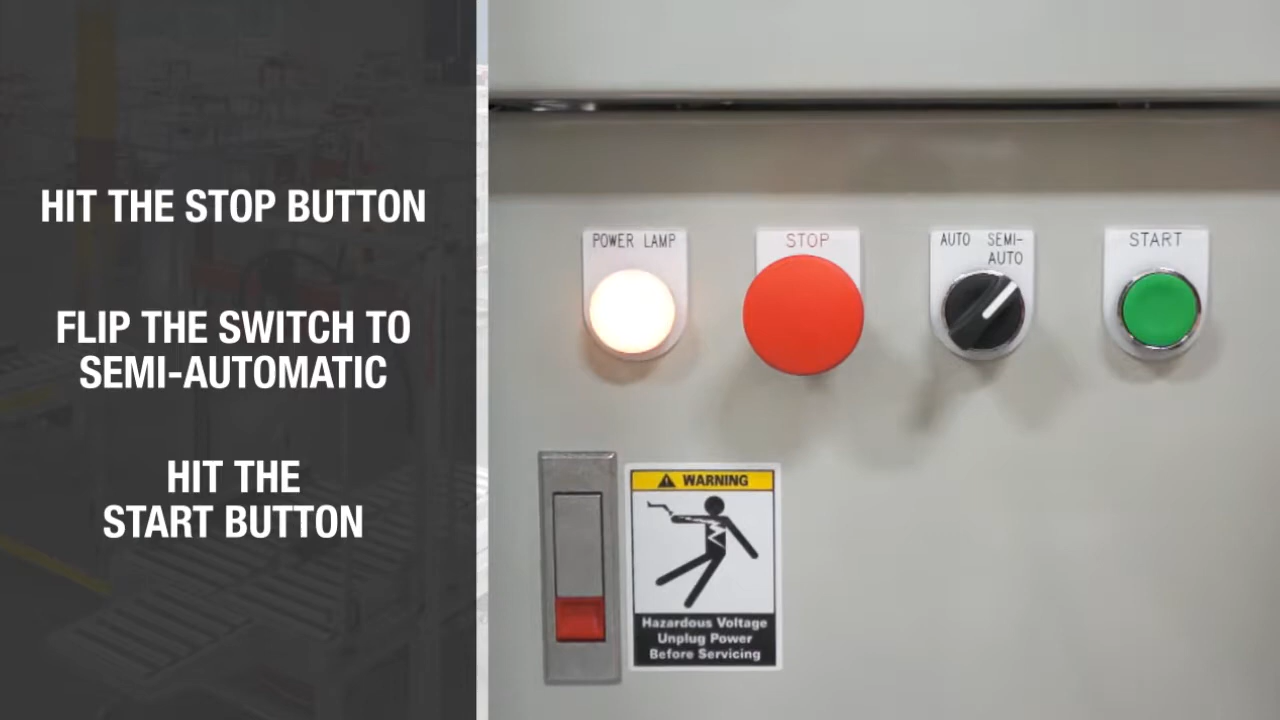 HIT THE STOP BUTTON
FLIP THE SWITCH TO
SEMI-AUTOMATIC
HIT THE
START BUTTON
POWER LAMP
STOP
AUTO SEMI-
AUTO
START
WARNING
Hazardous Voltage
Unplug Power
Before Servicing